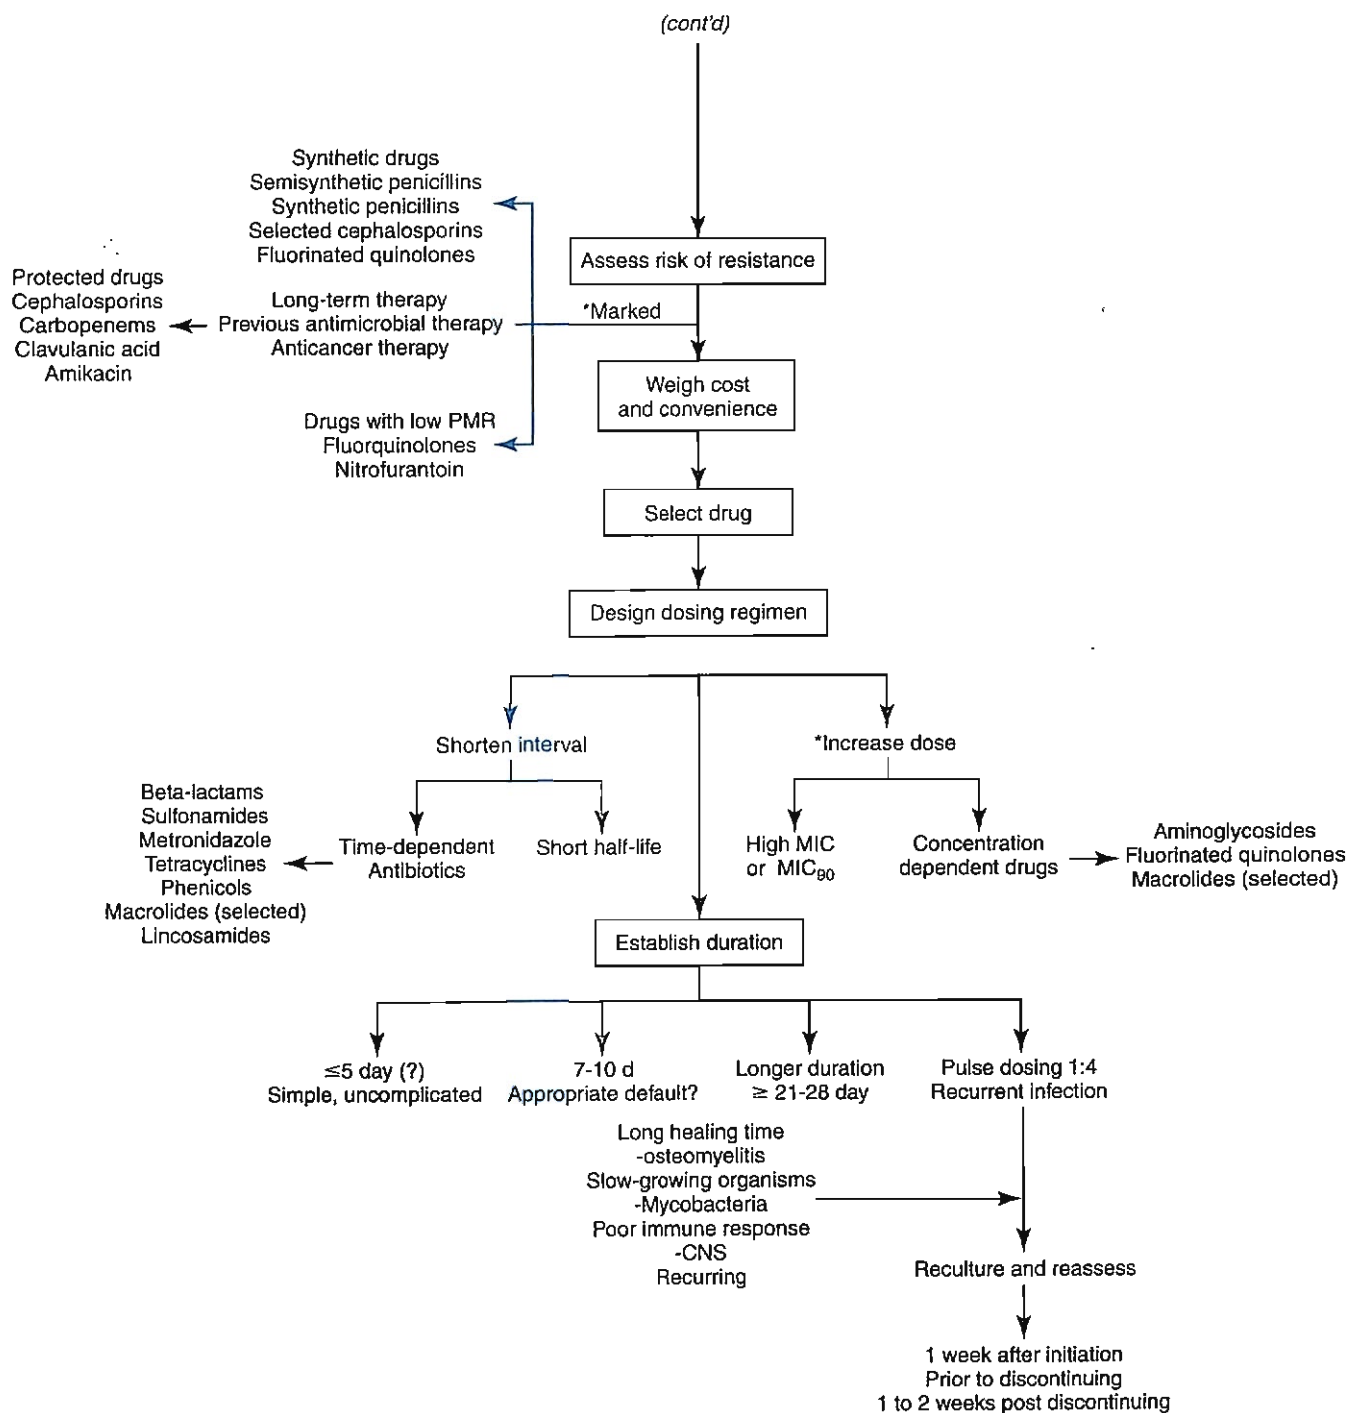 (cont'd)
Synthetic drugs
Semisynthetic penicillins
Synthetic penicillins
Selected cephalosporins
Fluorinated quinolones
Assess risk of resistance
Protected drugs
Cephalosporins
Carbopenems
Clavulanic acid
Amikacin
Long-term therapy
Previous antimicrobial therapy
Anticancer therapy
*Marked
Weigh cost
and convenience
Drugs with low PMR
Fluorquinolones
Nitrofurantoin
Select drug
Design dosing regimen
Shorten interval
*Increase dose
Beta-lactams
Sulfonamides
Metronidazole
Tetracyclines
Phenicols
Macrolides (selected)
Lincosamides
Time-dependent
Antibiotics
Short half-life
High MIC
or MIC90
Concentration
dependent drugs
Aminoglycosides
Fluorinated quinolones
Macrolides (selected)
Establish duration
≤5 day (?)
Simple, uncomplicated
7-10 d
Appropriate default?
Longer duration
≥ 21-28 day
Pulse dosing 1:4
Recurrent infection
Long healing time
-osteomyelitis
Slow-growing organisms
-Mycobacteria
Poor immune response
-CNS
Recurring
Reculture and reassess
1 week after initiation
Prior to discontinuing
1 to 2 weeks post discontinuing